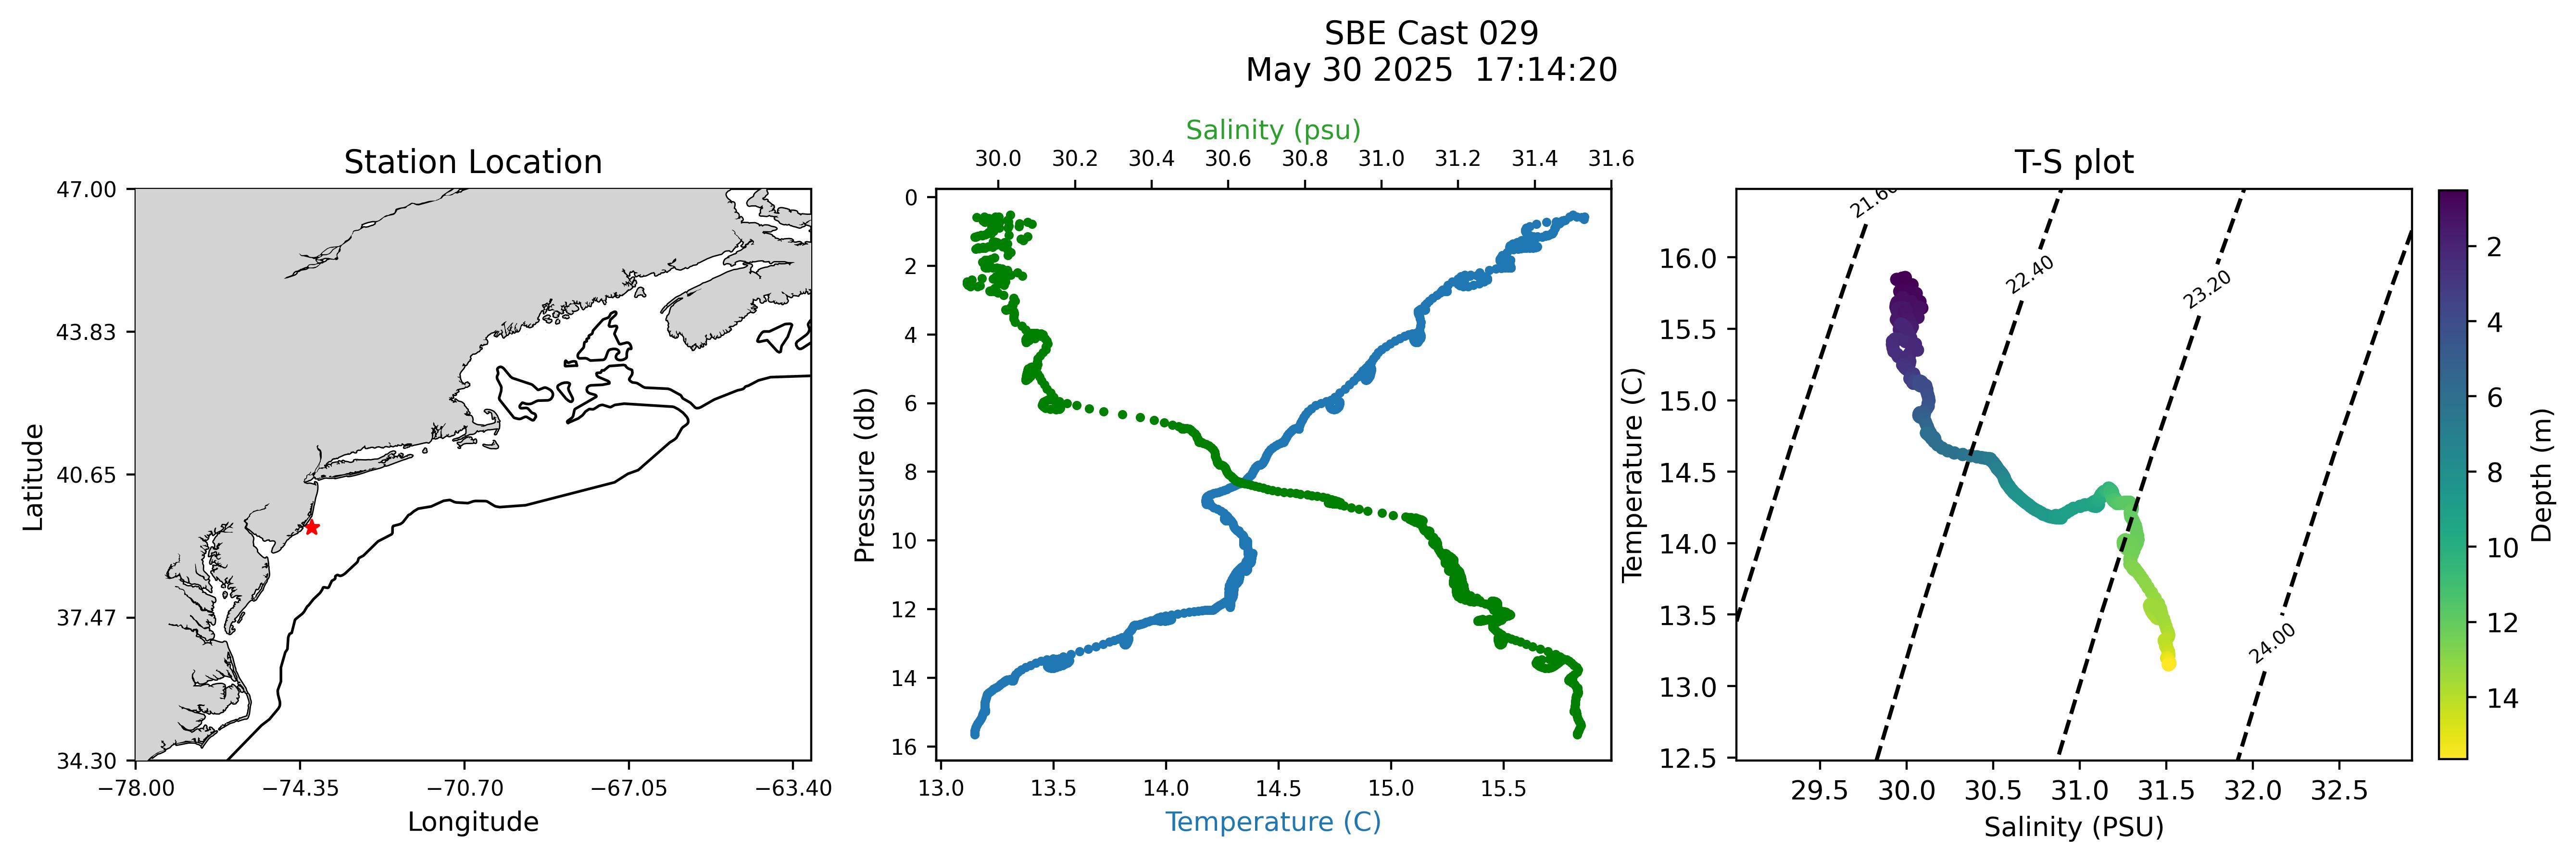 SBE Cast 029
May 30 2025  17:14:20
Station Location
47.00
43.83
40.65
37.47
34.30
Latitude
−78.00 −74.35 −70.70 −67.05 −63.40
Longitude
Salinity (psu)
30.0 30.2 30.4 30.6 30.8 31.0 31.2 31.4 31.6
0
2
4
6
8
10
12
14
16
Pressure (db)
13.0 13.5 14.0 14.5 15.0 15.5
Temperature (C)
T-S plot
16.0
15.5
15.0
14.5
14.0
13.5
13.0
12.5
Temperature (C)
21.60
22.40
23.20
24.00
29.5 30.0 30.5 31.0 31.5 32.0 32.5
Salinity (PSU)
2
4
6
8
10
12
14
Depth (m)